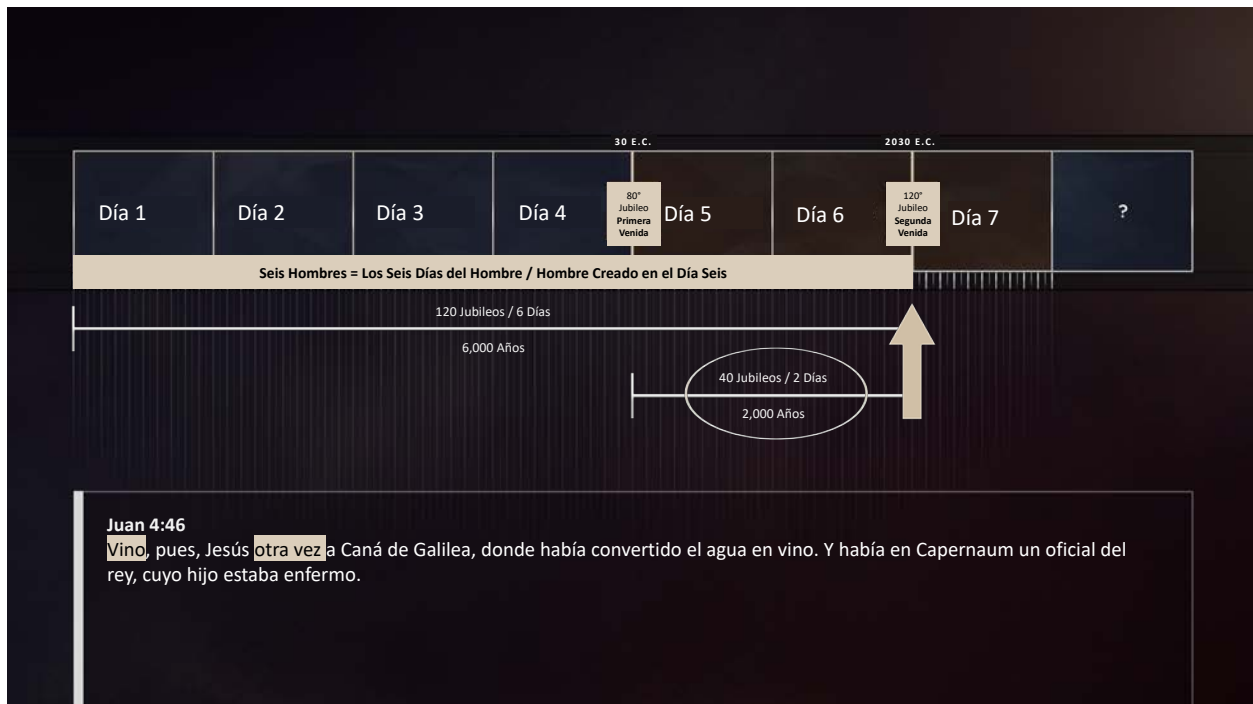 30 E.C.
2030 E.C.
Día 1
Día 2
Día 3
Día 4
80°
Jubileo
Primera
Venida
Día 5
Día 6
120°
Jubileo
Segunda
Venida
Día 7
?
Seis Hombres = Los Seis Días del Hombre / Hombre Creado en el Día Seis
120 Jubileos / 6 Días
6,000 Años
40 Jubileos / 2 Días
2,000 Años
Juan 4:46
Vino, pues, Jesús otra vez a Caná de Galilea, donde había convertido el agua en vino. Y había en Capernaum un oficial del
rey, cuyo hijo estaba enfermo.